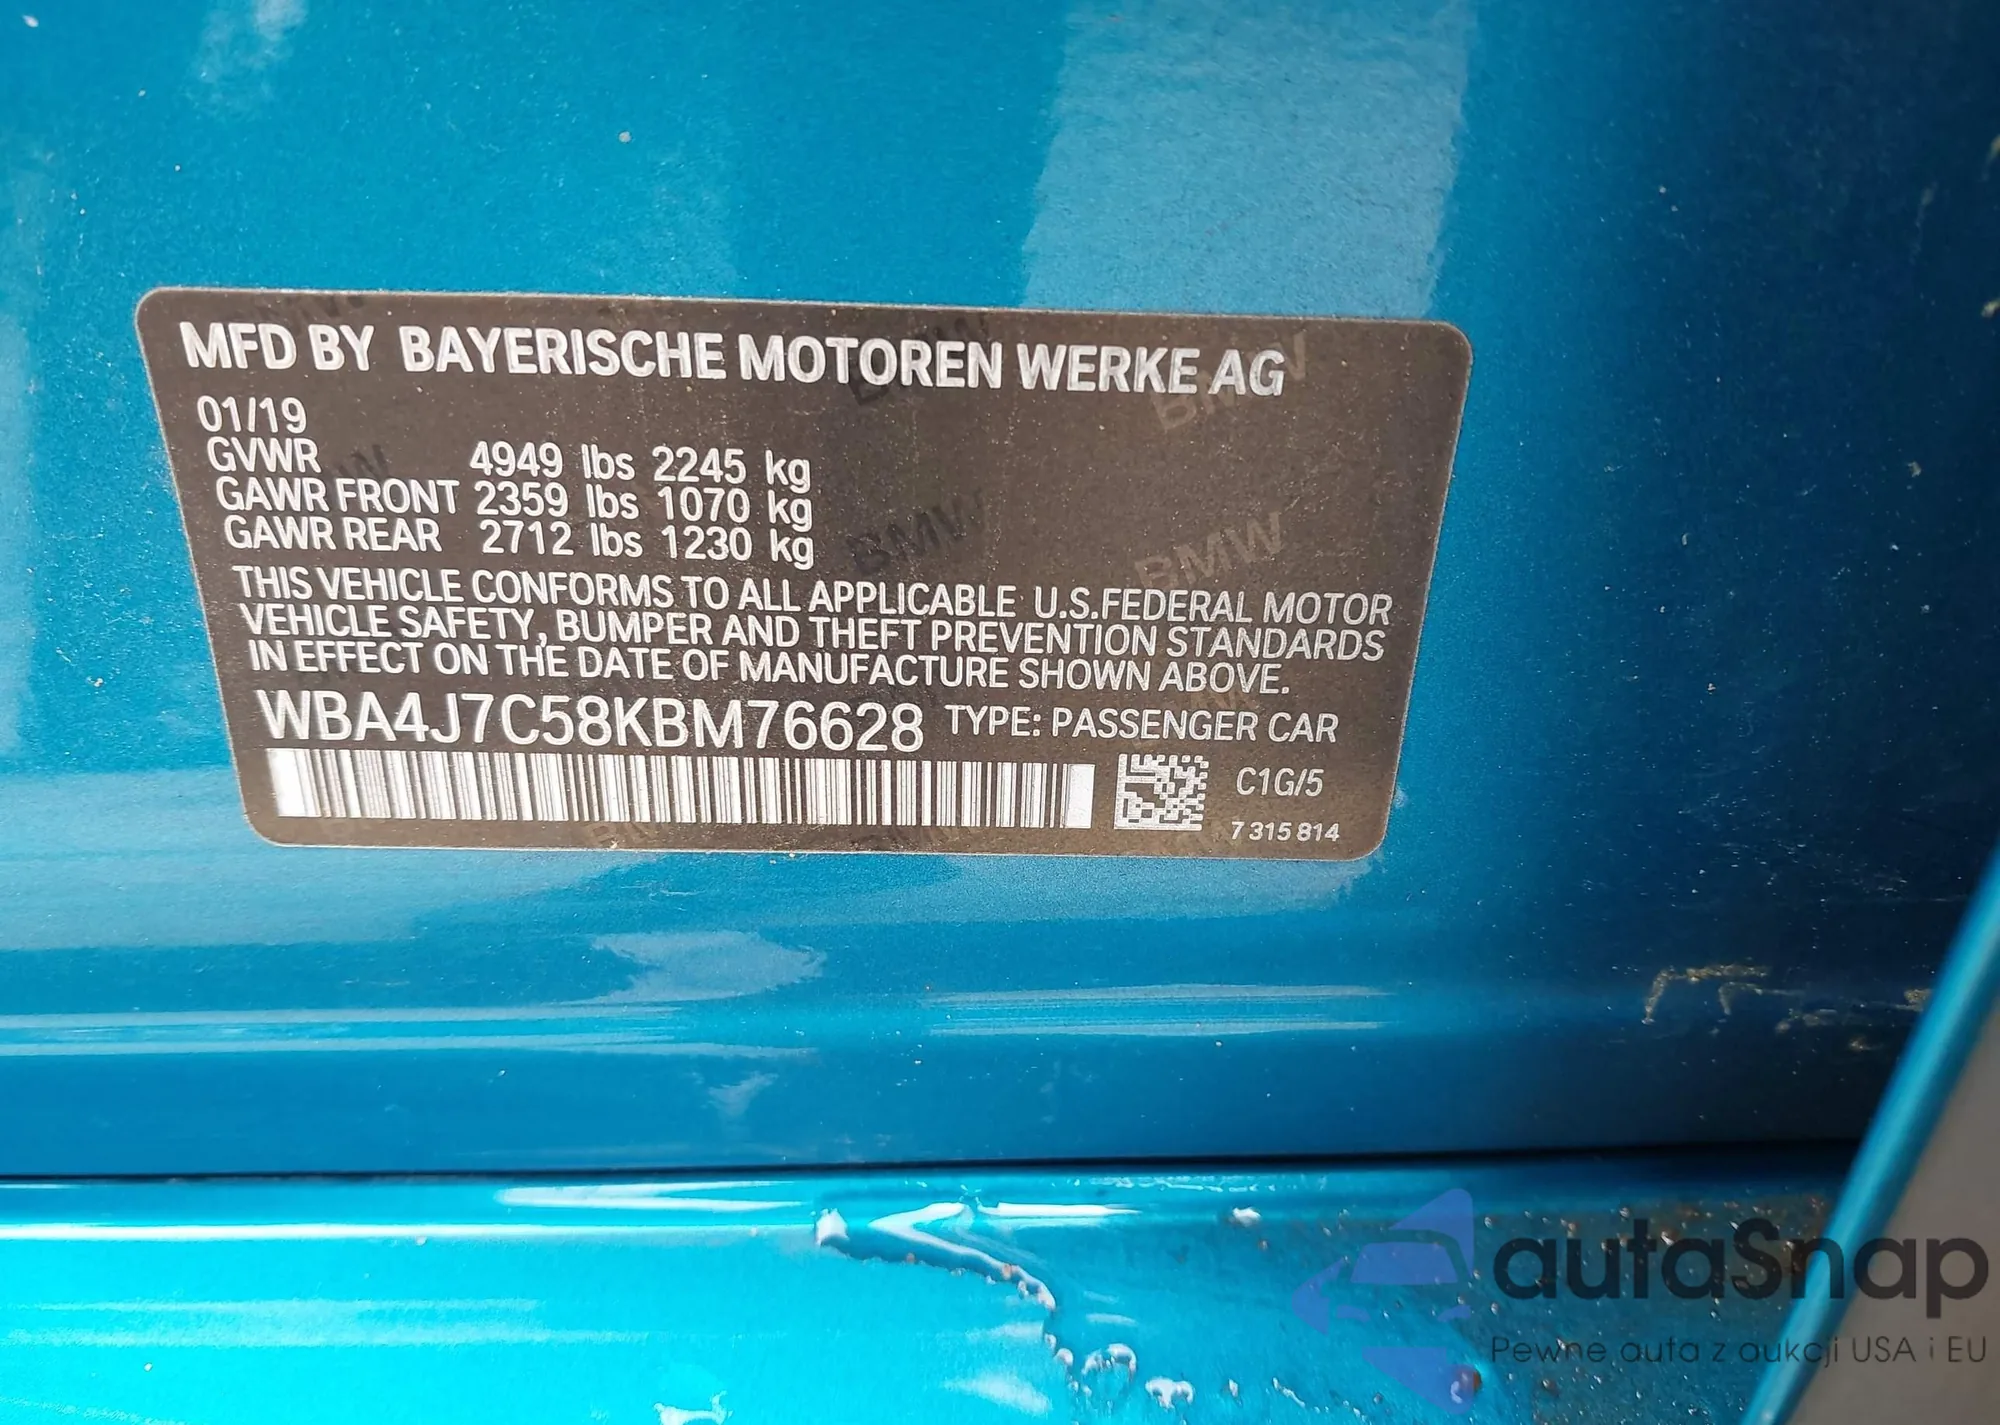 MFD BY BAYERISCHE MOTOREN WERKE AG
01/19
GVWR 4949 lbs 2245 kg
GAWR FRONT 2359 lbs 1070 kg
GAWR REAR 2712 lbs 1230 kg
THIS VEHICLE CONFORMS TO ALL APPLICABLE U.S.FEDERAL MOTOR
VEHICLE SAFETY, BUMPER AND THEFT PREVENTION STANDARDS
IN EFFECT ON THE DATE OF MANUFACTURE SHOWN ABOVE.
WBA4J7C58KBM76628 TYPE: PASSENGER CAR
C1G/5
7 315 814
autaSnap
Pewne auta z aukcji USA i EU